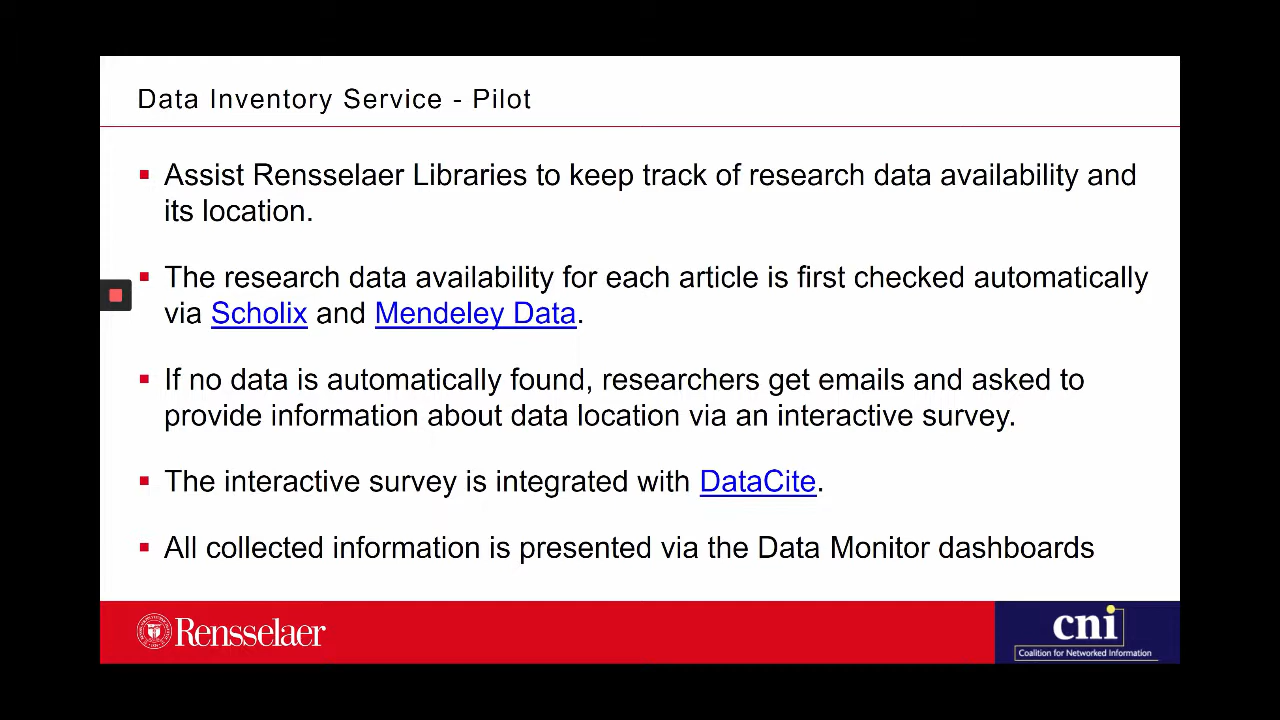 Data Inventory Service - Pilot
Assist Rensselaer Libraries to keep track of research data availability and
its location.
The research data availability for each article is first checked automatically
via Scholix and Mendeley Data.
If no data is automatically found, researchers get emails and asked to
provide information about data location via an interactive survey.
The interactive survey is integrated with DataCite.
All collected information is presented via the Data Monitor dashboards
Rensselaer
cni
Coalition for Networked Information